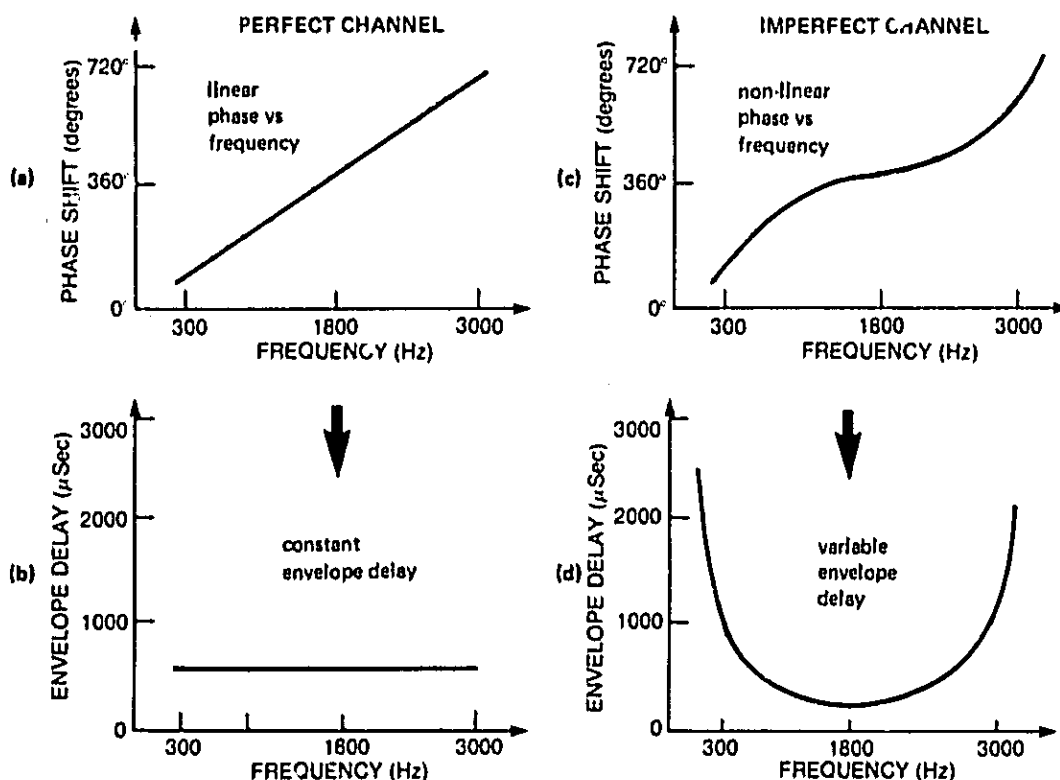 PERFECT CHANNEL
(a)
PHASE SHIFT (degrees)
720°
360°
0°
linear
phase vs
frequency
300
1800
3000
FREQUENCY (Hz)
IMPERFECT CHANNEL
(c)
PHASE SHIFT (degrees)
720°
360°
0°
non-linear
phase vs
frequency
300
1800
3000
FREQUENCY (Hz)
(b)
ENVELOPE DELAY (μSec)
3000
2000
1000
0
constant
envelope delay
300
1800
3000
FREQUENCY (Hz)
(d)
ENVELOPE DELAY (μSec)
3000
2000
1000
0
variable
envelope
delay
300
1800
3000
FREQUENCY (Hz)